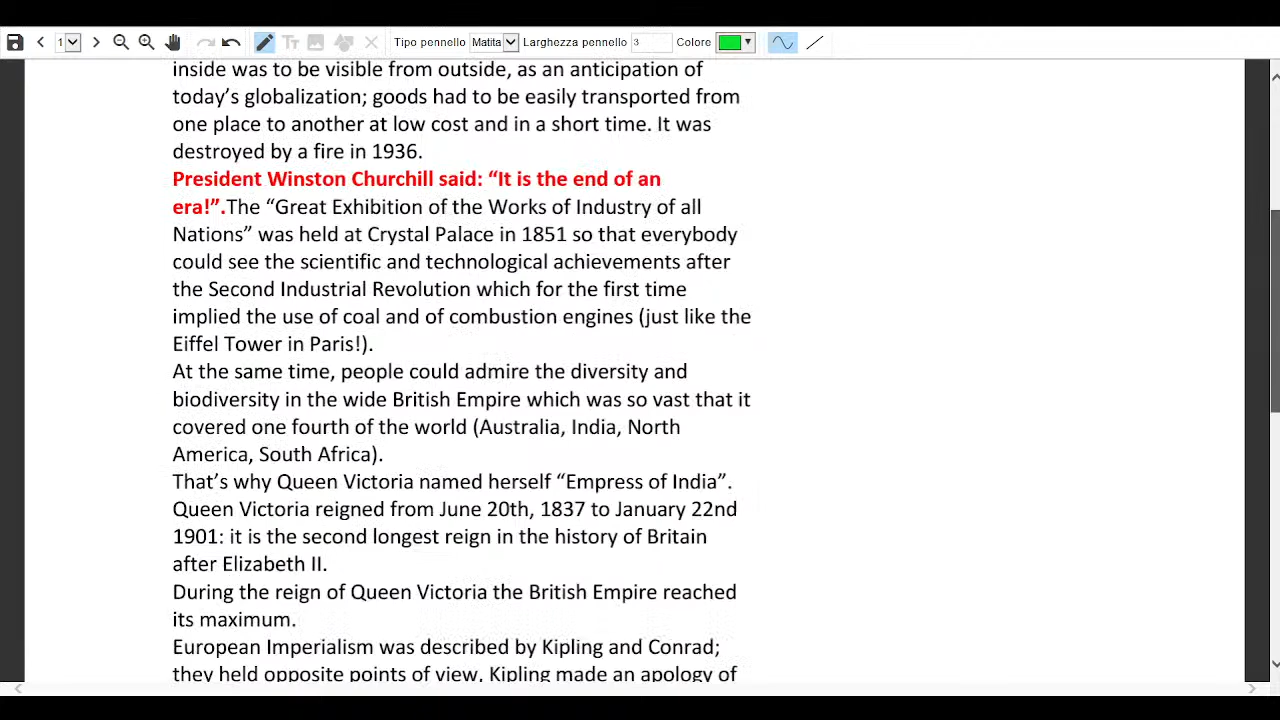 1 Tipo pennello Matita Larghezza pennello 3 Colore
inside was to be visible from outside, as an anticipation of
today’s globalization; goods had to be easily transported from
one place to another at low cost and in a short time. It was
destroyed by a fire in 1936.
President Winston Churchill said: “It is the end of an
era!”.The “Great Exhibition of the Works of Industry of all
Nations” was held at Crystal Palace in 1851 so that everybody
could see the scientific and technological achievements after
the Second Industrial Revolution which for the first time
implied the use of coal and of combustion engines (just like the
Eiffel Tower in Paris!).
At the same time, people could admire the diversity and
biodiversity in the wide British Empire which was so vast that it
covered one fourth of the world (Australia, India, North
America, South Africa).
That’s why Queen Victoria named herself “Empress of India”.
Queen Victoria reigned from June 20th, 1837 to January 22nd
1901: it is the second longest reign in the history of Britain
after Elizabeth II.
During the reign of Queen Victoria the British Empire reached
its maximum.
European Imperialism was described by Kipling and Conrad;
they held opposite points of view, Kipling made an apology of